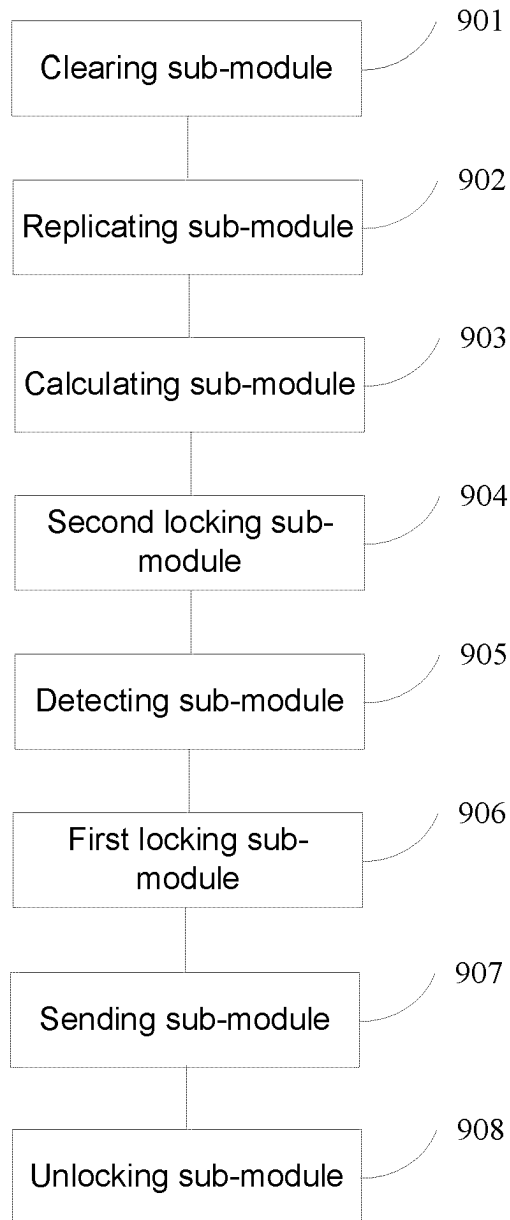 901
Clearing sub-module
902
Replicating sub-module
903
Calculating sub-module
904
Second locking sub-
module
905
Detecting sub-module
906
First locking sub-
module
907
Sending sub-module
908
Unlocking sub-module